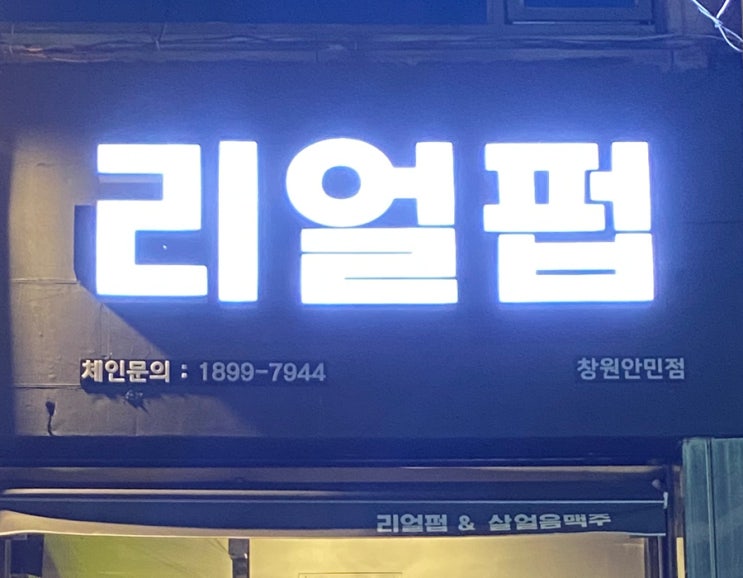 리얼펍
체인문의 : 1899-7944
창원안민점
리얼펍 & 살얼음맥주